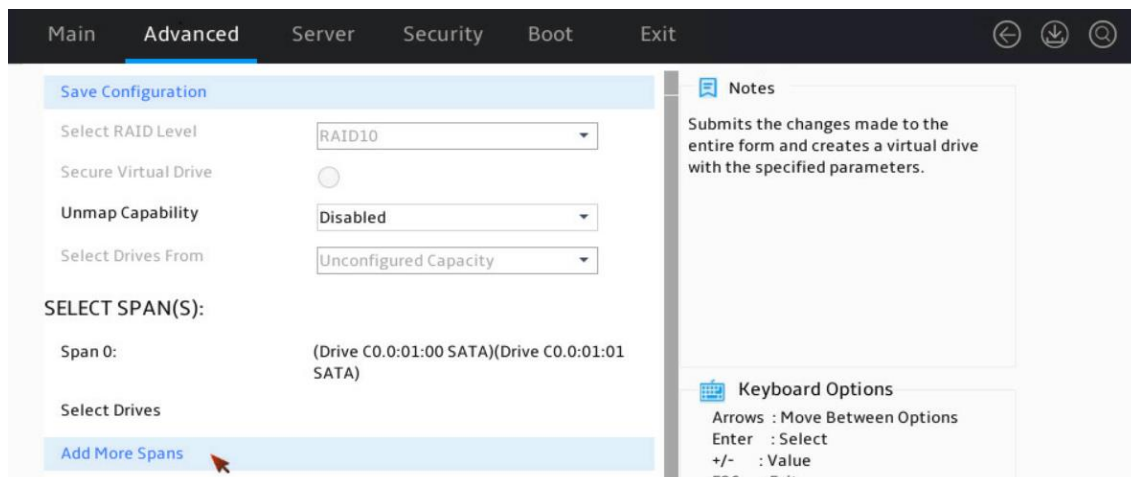 Main Advanced Server Security Boot Exit
Save Configuration
Select RAID Level RAID10
Secure Virtual Drive
Unmap Capability Disabled
Select Drives From Unconfigured Capacity
SELECT SPAN(S):
Span 0: (Drive C0.0:01:00 SATA)(Drive C0.0:01:01
SATA)
Select Drives
Add More Spans
Notes
Submits the changes made to the
entire form and creates a virtual drive
with the specified parameters.
Keyboard Options
Arrows : Move Between Options
Enter : Select
+/- : Value